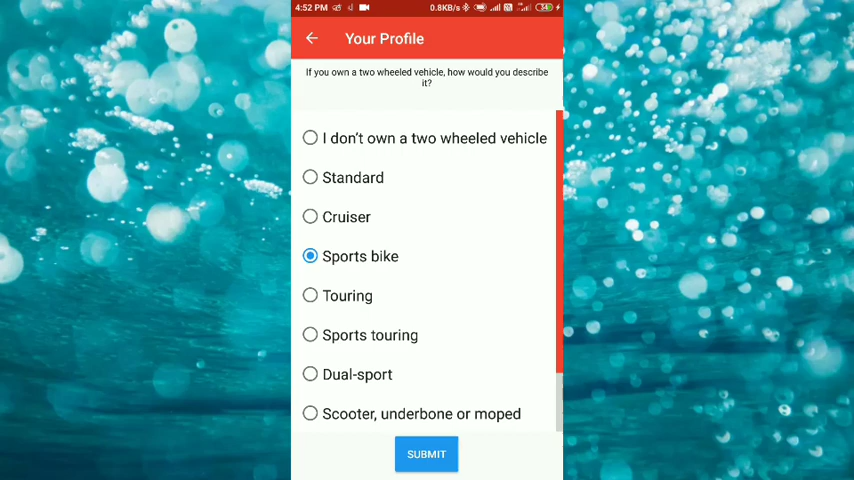 4:52 PM 0.8KB/s 34
Your Profile
If you own a two wheeled vehicle, how would you describe
it?
I don't own a two wheeled vehicle
Standard
Cruiser
Sports bike
Touring
Sports touring
Dual-sport
Scooter, underbone or moped
SUBMIT